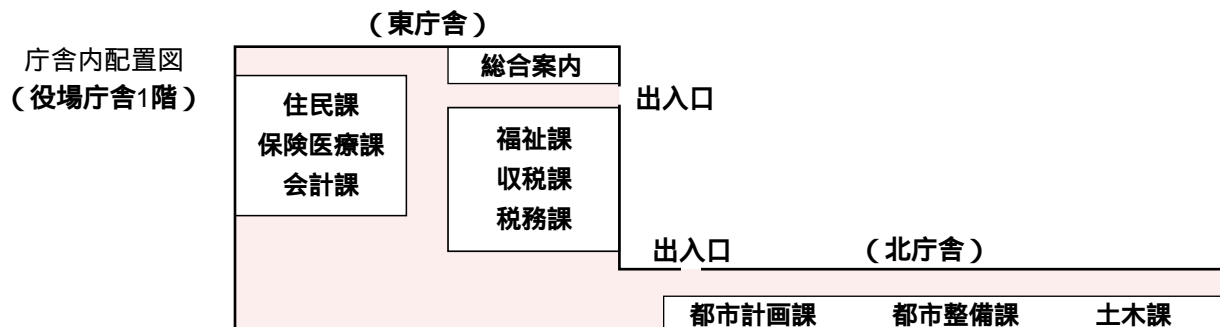 （東庁舎）
庁舎内配置図
（役場庁舎1階）
総合案内
出入口
住民課
保険医療課
会計課
福祉課
収税課
税務課
出入口
（北庁舎）
都市計画課
都市整備課
土木課